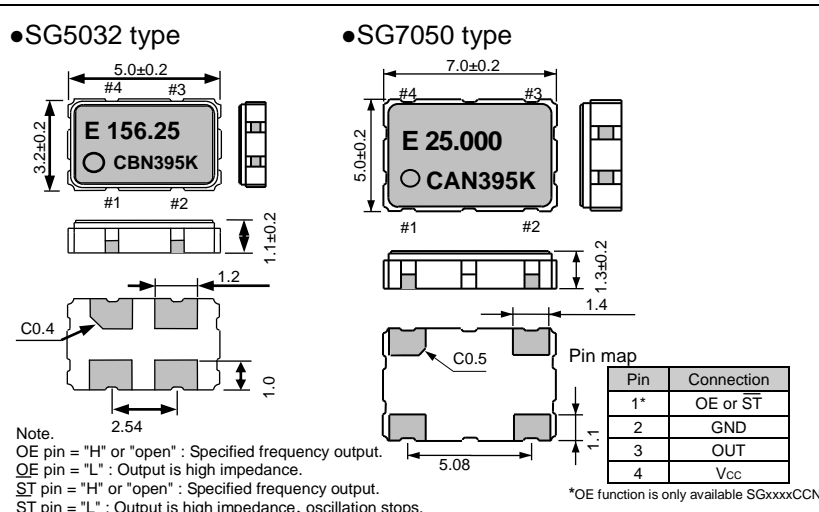 ●SG5032 type
5.0±0.2
#4 #3
3.2±0.2
E 156.25
CBN395K
#1 #2
1.1±0.2
1.2
C0.4
1.0
2.54
●SG7050 type
7.0±0.2
#4 #3
5.0±0.2
E 25.000
CAN395K
#1 #2
1.3±0.2
1.4
C0.5
1.1
5.08
Pin map
Pin Connection
1* OE or S̅T̅
2 GND
3 OUT
4 Vcc
*OE function is only available SGxxxxCCN
Note.
OE pin = "H" or "open" : Specified frequency output.
OE pin = "L" : Output is high impedance.
S̅T̅ pin = "H" or "open" : Specified frequency output.
S̅T̅ pin = "L" : Output is high impedance, oscillation stops.